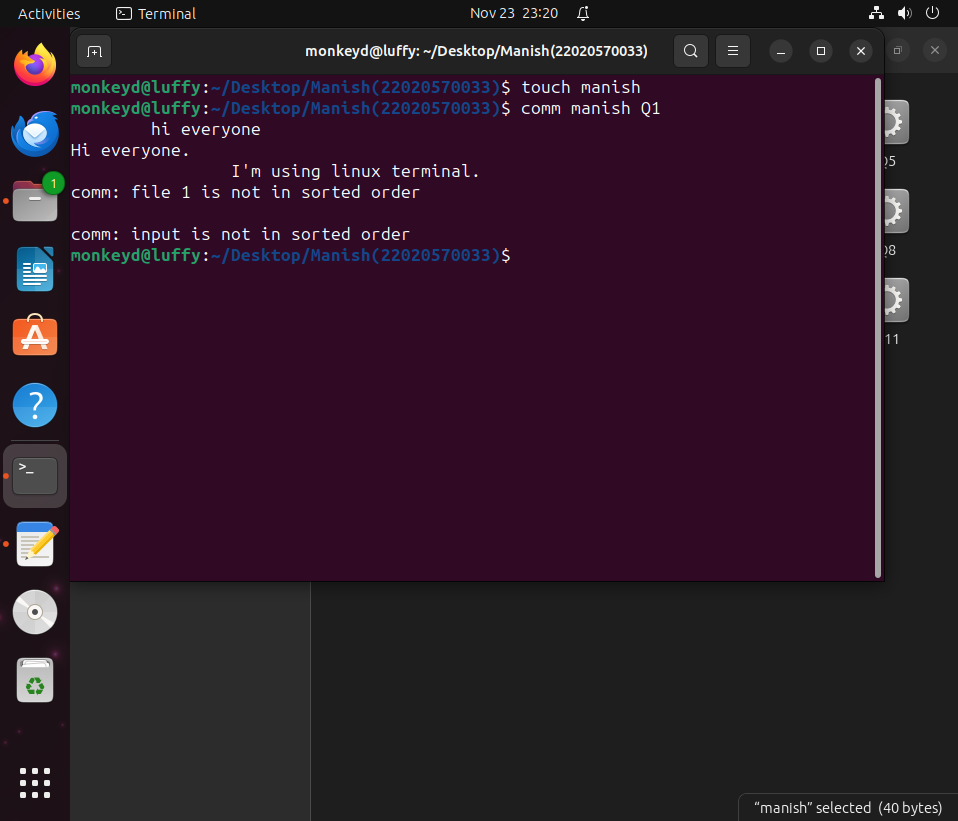 Activities Terminal Nov 23 23:20
monkeyd@luffy: ~/Desktop/Manish(22020570033)
monkeyd@luffy:~/Desktop/Manish(22020570033)$ touch manish
monkeyd@luffy:~/Desktop/Manish(22020570033)$ comm manish Q1
hi everyone
Hi everyone.
I'm using linux terminal.
comm: file 1 is not in sorted order
comm: input is not in sorted order
monkeyd@luffy:~/Desktop/Manish(22020570033)$
1
Q5
Q8
11
“manish” selected (40 bytes)